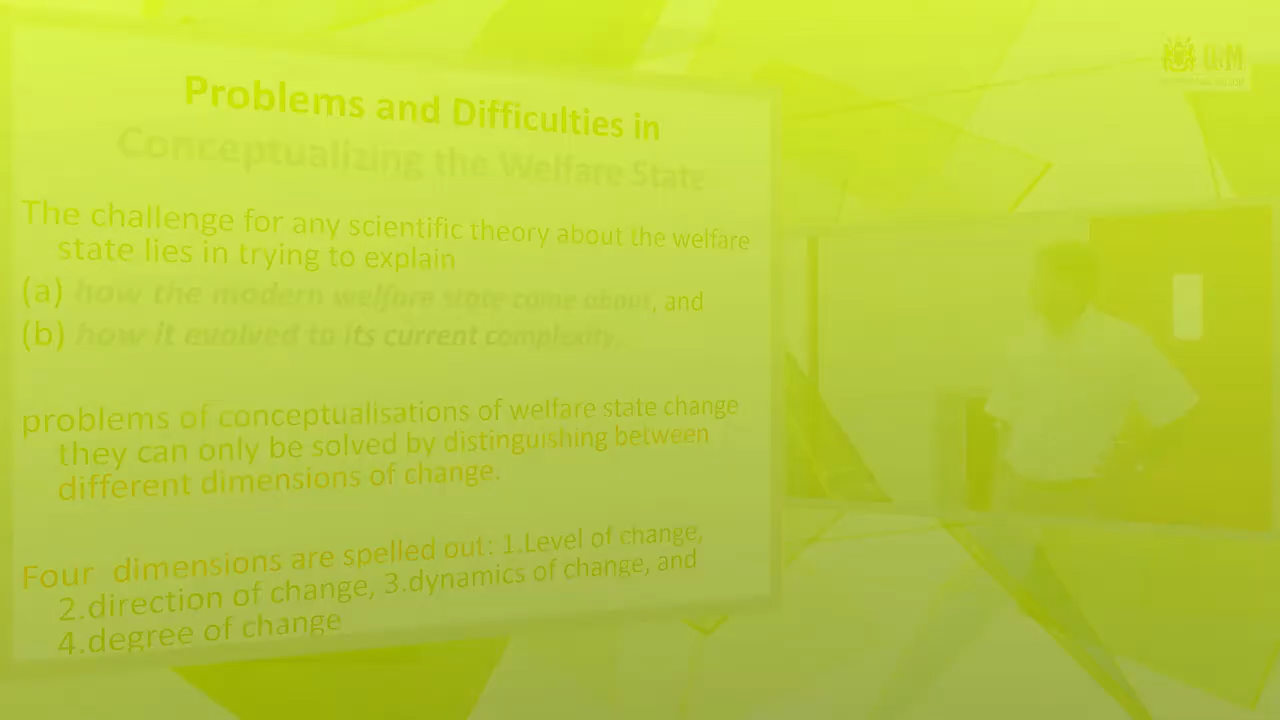 Problems and Difficulties in
Conceptualizing the Welfare State
The challenge for any scientific theory about the welfare
state lies in trying to explain
(a) how the modern welfare state came about, and
(b) how it evolved to its current complexity.
problems of conceptualisations of welfare state change
they can only be solved by distinguishing between
different dimensions of change.
Four dimensions are spelled out: 1.Level of change,
2.direction of change, 3.dynamics of change, and
4.degree of change